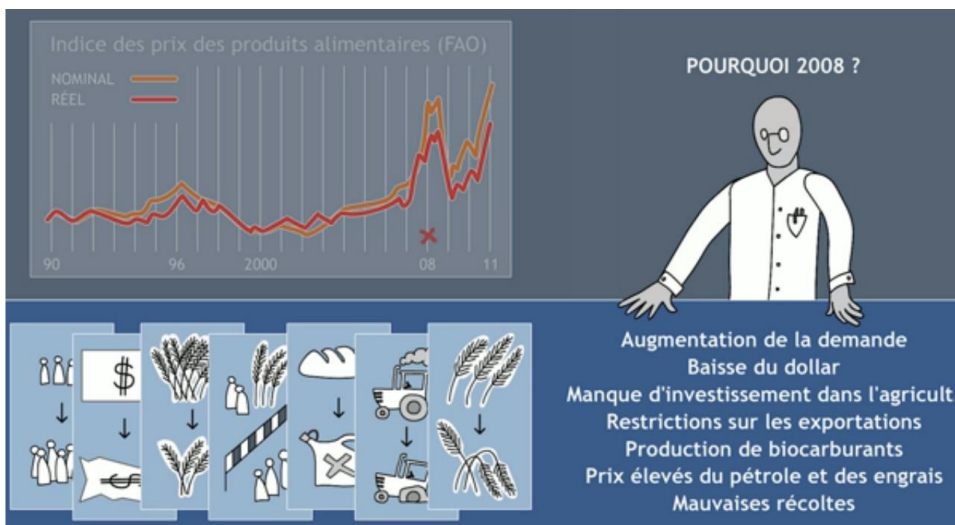 Indice des prix des produits alimentaires (FAO)
NOMINAL
RÉEL
90 96 2000 08 11
POURQUOI 2008 ?
$
$
Augmentation de la demande
Baisse du dollar
Manque d'investissement dans l'agricult
Restrictions sur les exportations
Production de biocarburants
Prix élevés du pétrole et des engrais
Mauvaises récoltes